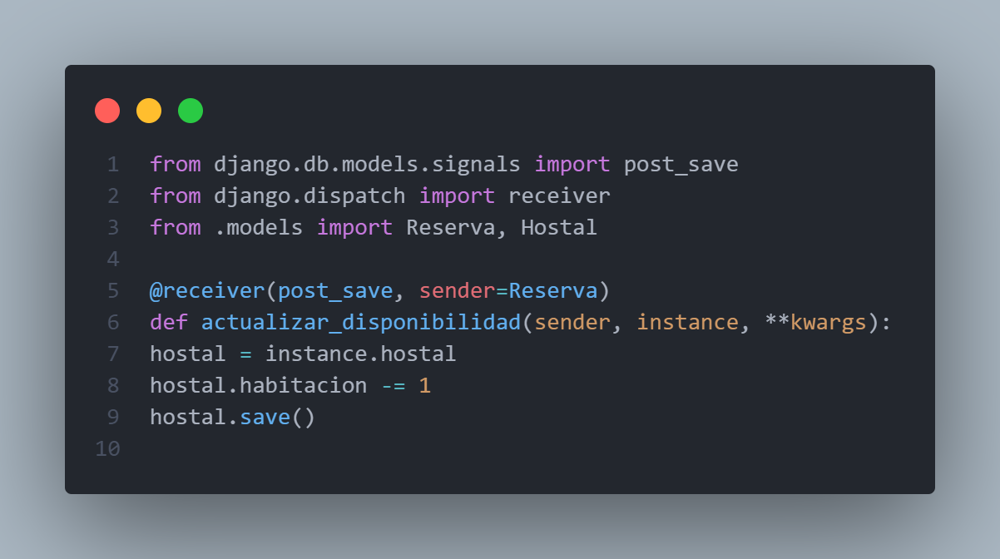 1 from django.db.models.signals import post_save
2 from django.dispatch import receiver
3 from .models import Reserva, Hostal
4
5 @receiver(post_save, sender=Reserva)
6 def actualizar_disponibilidad(sender, instance, **kwargs):
7 hostal = instance.hostal
8 hostal.habitacion -= 1
9 hostal.save()
10